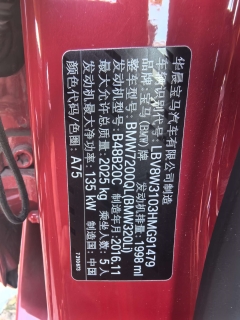 华晨宝马汽车有限公司制造
车辆识别代号: LBV3W3103HMG91479
品牌: 宝马(BMW)牌 发动机排量: 1998 ml
整车型号: BMW7200QL(BMW320Li)
发动机型号: B48B20C 制造年月: 2016.11
最大允许总质量: 2025 kg 乘坐人数: 5人
发动机最大净功率: 135 kW 制造国: 中国
颜色代码/色圈: A75